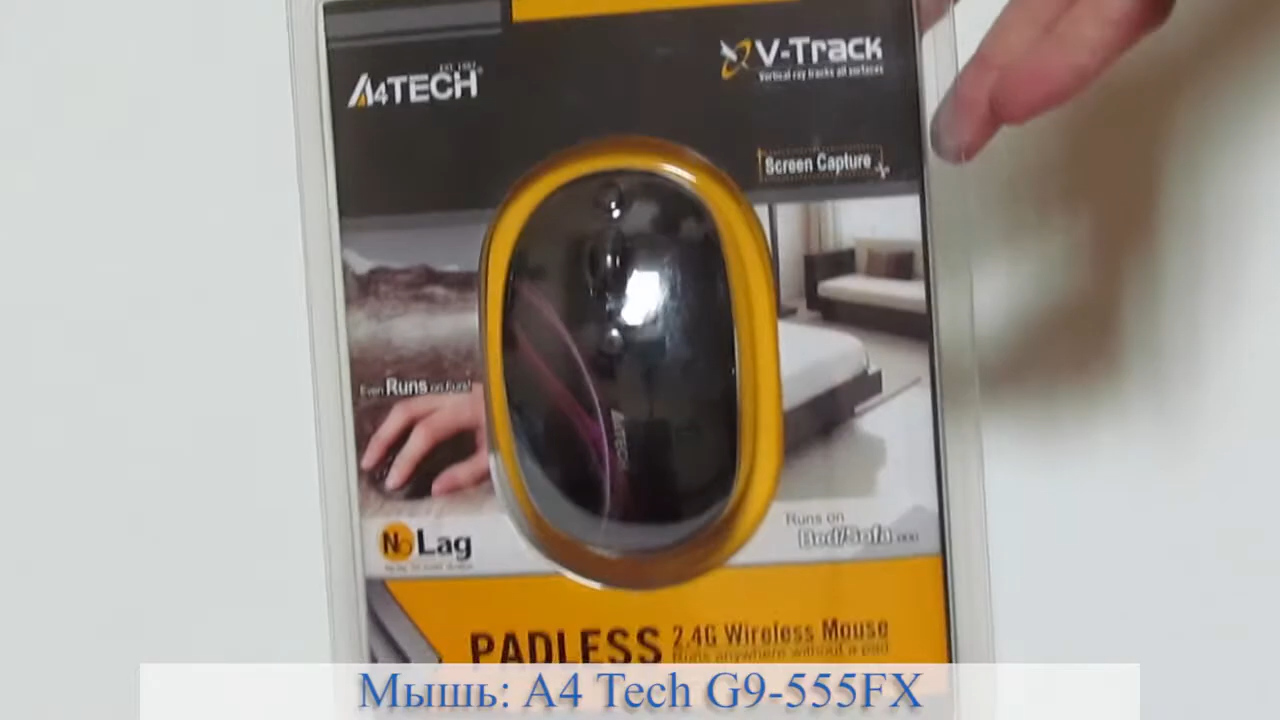 A4TECH
V-Track
Vertical ray tracks all surfaces
Screen Capture
Even Runs on Furs!
A4TECH
No Lag
Runs on
Bed/Sofa
PADLESS
2.4G Wireless Mouse
Runs anywhere without a pad
Мышь: A4 Tech G9-555FX